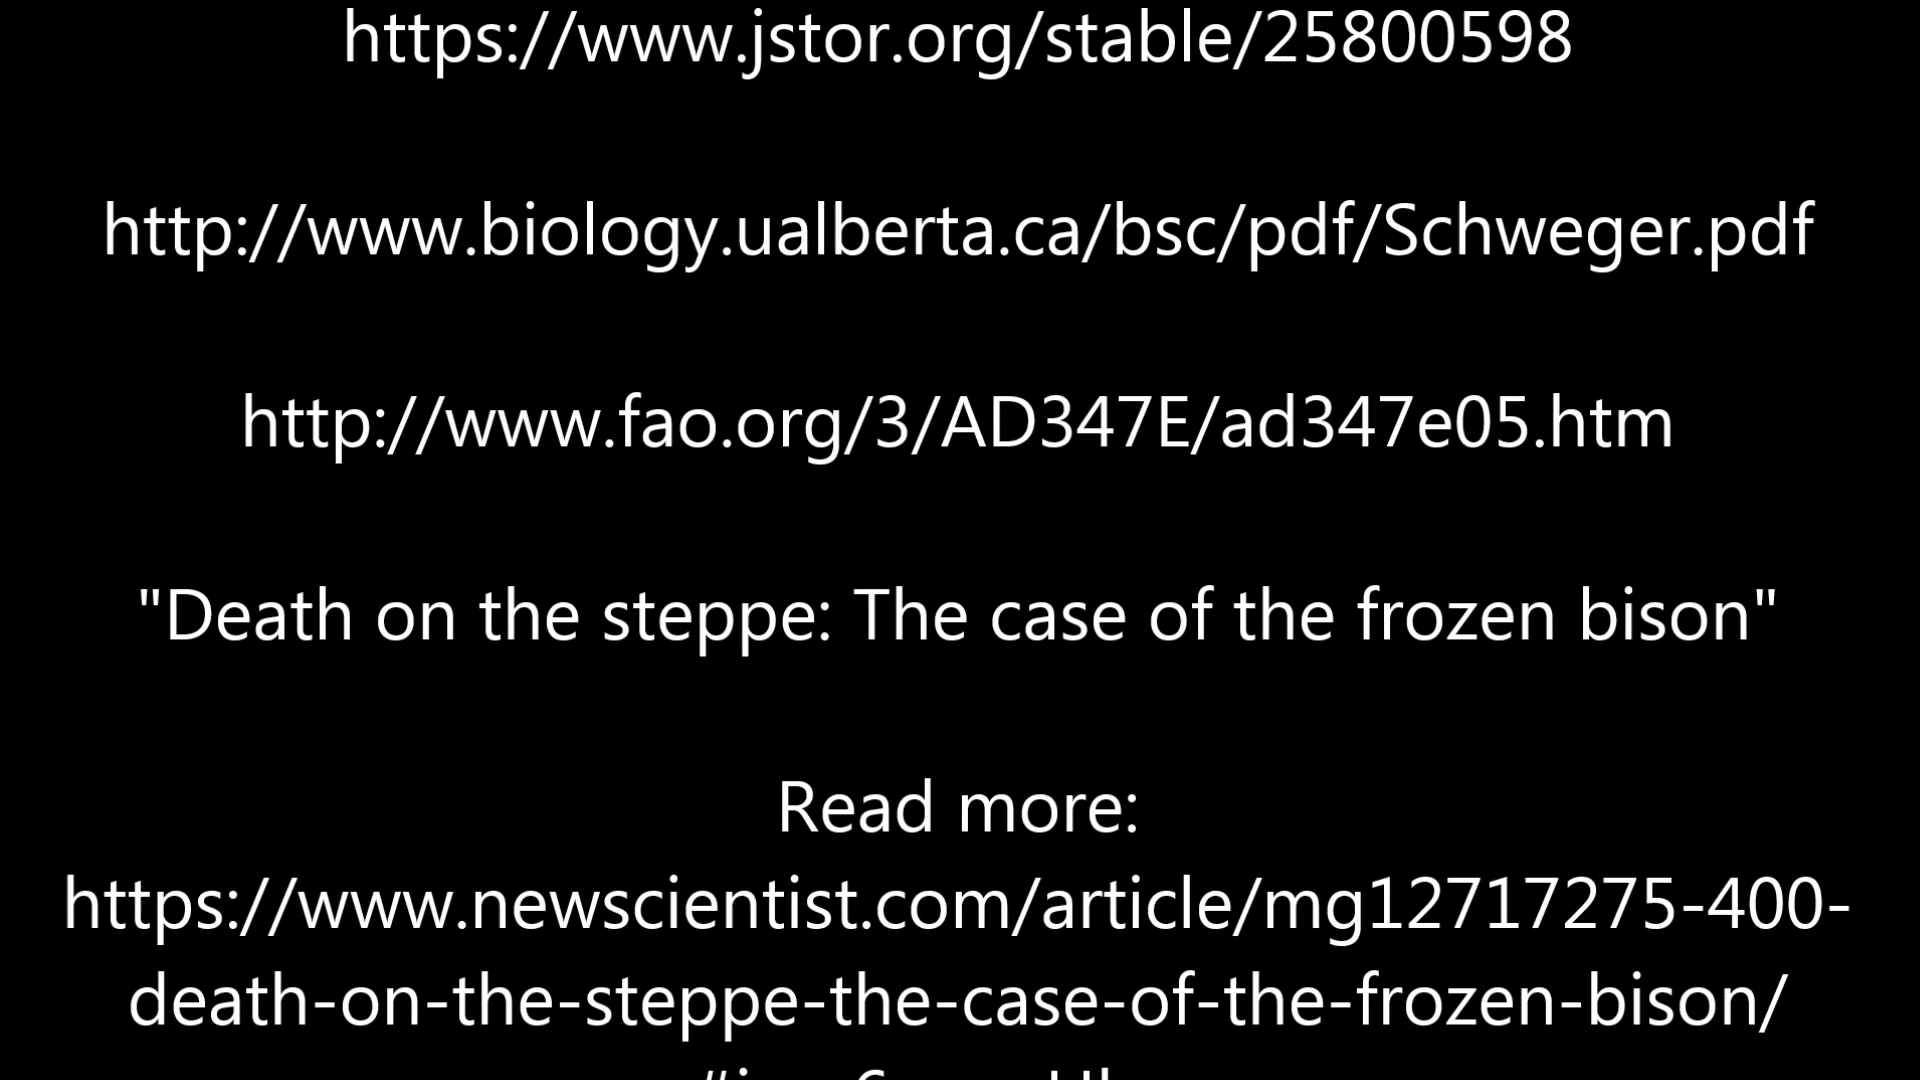 https://www.jstor.org/stable/25800598
http://www.biology.ualberta.ca/bsc/pdf/Schweger.pdf
http://www.fao.org/3/AD347E/ad347e05.htm
"Death on the steppe: The case of the frozen bison"
Read more:
https://www.newscientist.com/article/mg12717275-400-
death-on-the-steppe-the-case-of-the-frozen-bison/